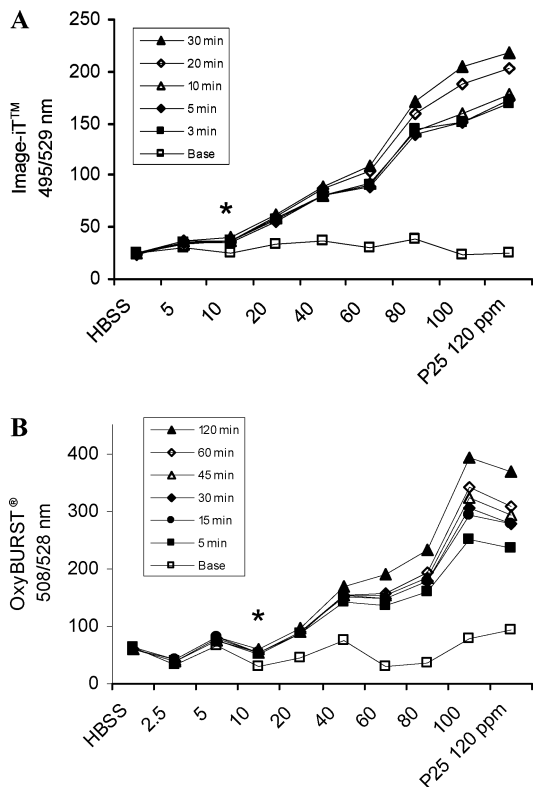 A
Image-iT™
495/529 nm
250
200
150
100
50
0
30 min
20 min
10 min
5 min
3 min
Base
*
HBSS
5
10
20
40
60
80
100
P25 120 ppm
B
OxyBURST®
508/528 nm
400
300
200
100
0
120 min
60 min
45 min
30 min
15 min
5 min
Base
*
HBSS
2.5
5
10
20
40
60
80
100
P25 120 ppm